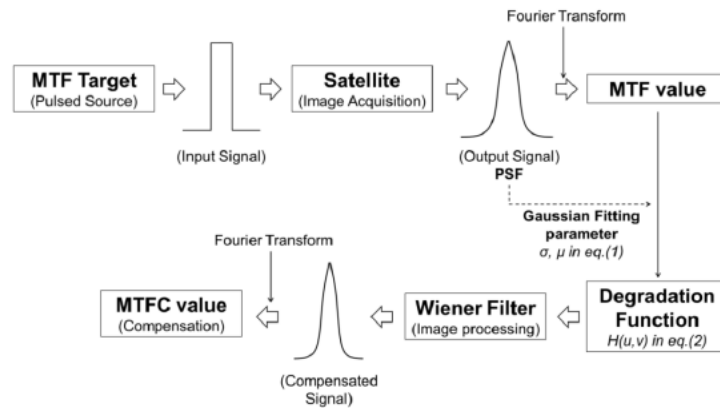 Fourier Transform
MTF Target
(Pulsed Source)
Satellite
(Image Acquisition)
MTF value
(Input Signal)
(Output Signal)
PSF
Gaussian Fitting
parameter
σ, μ in eq.(1)
Fourier Transform
MTFC value
(Compensation)
Wiener Filter
(Image processing)
Degradation
Function
H(u,v) in eq.(2)
(Compensated
Signal)